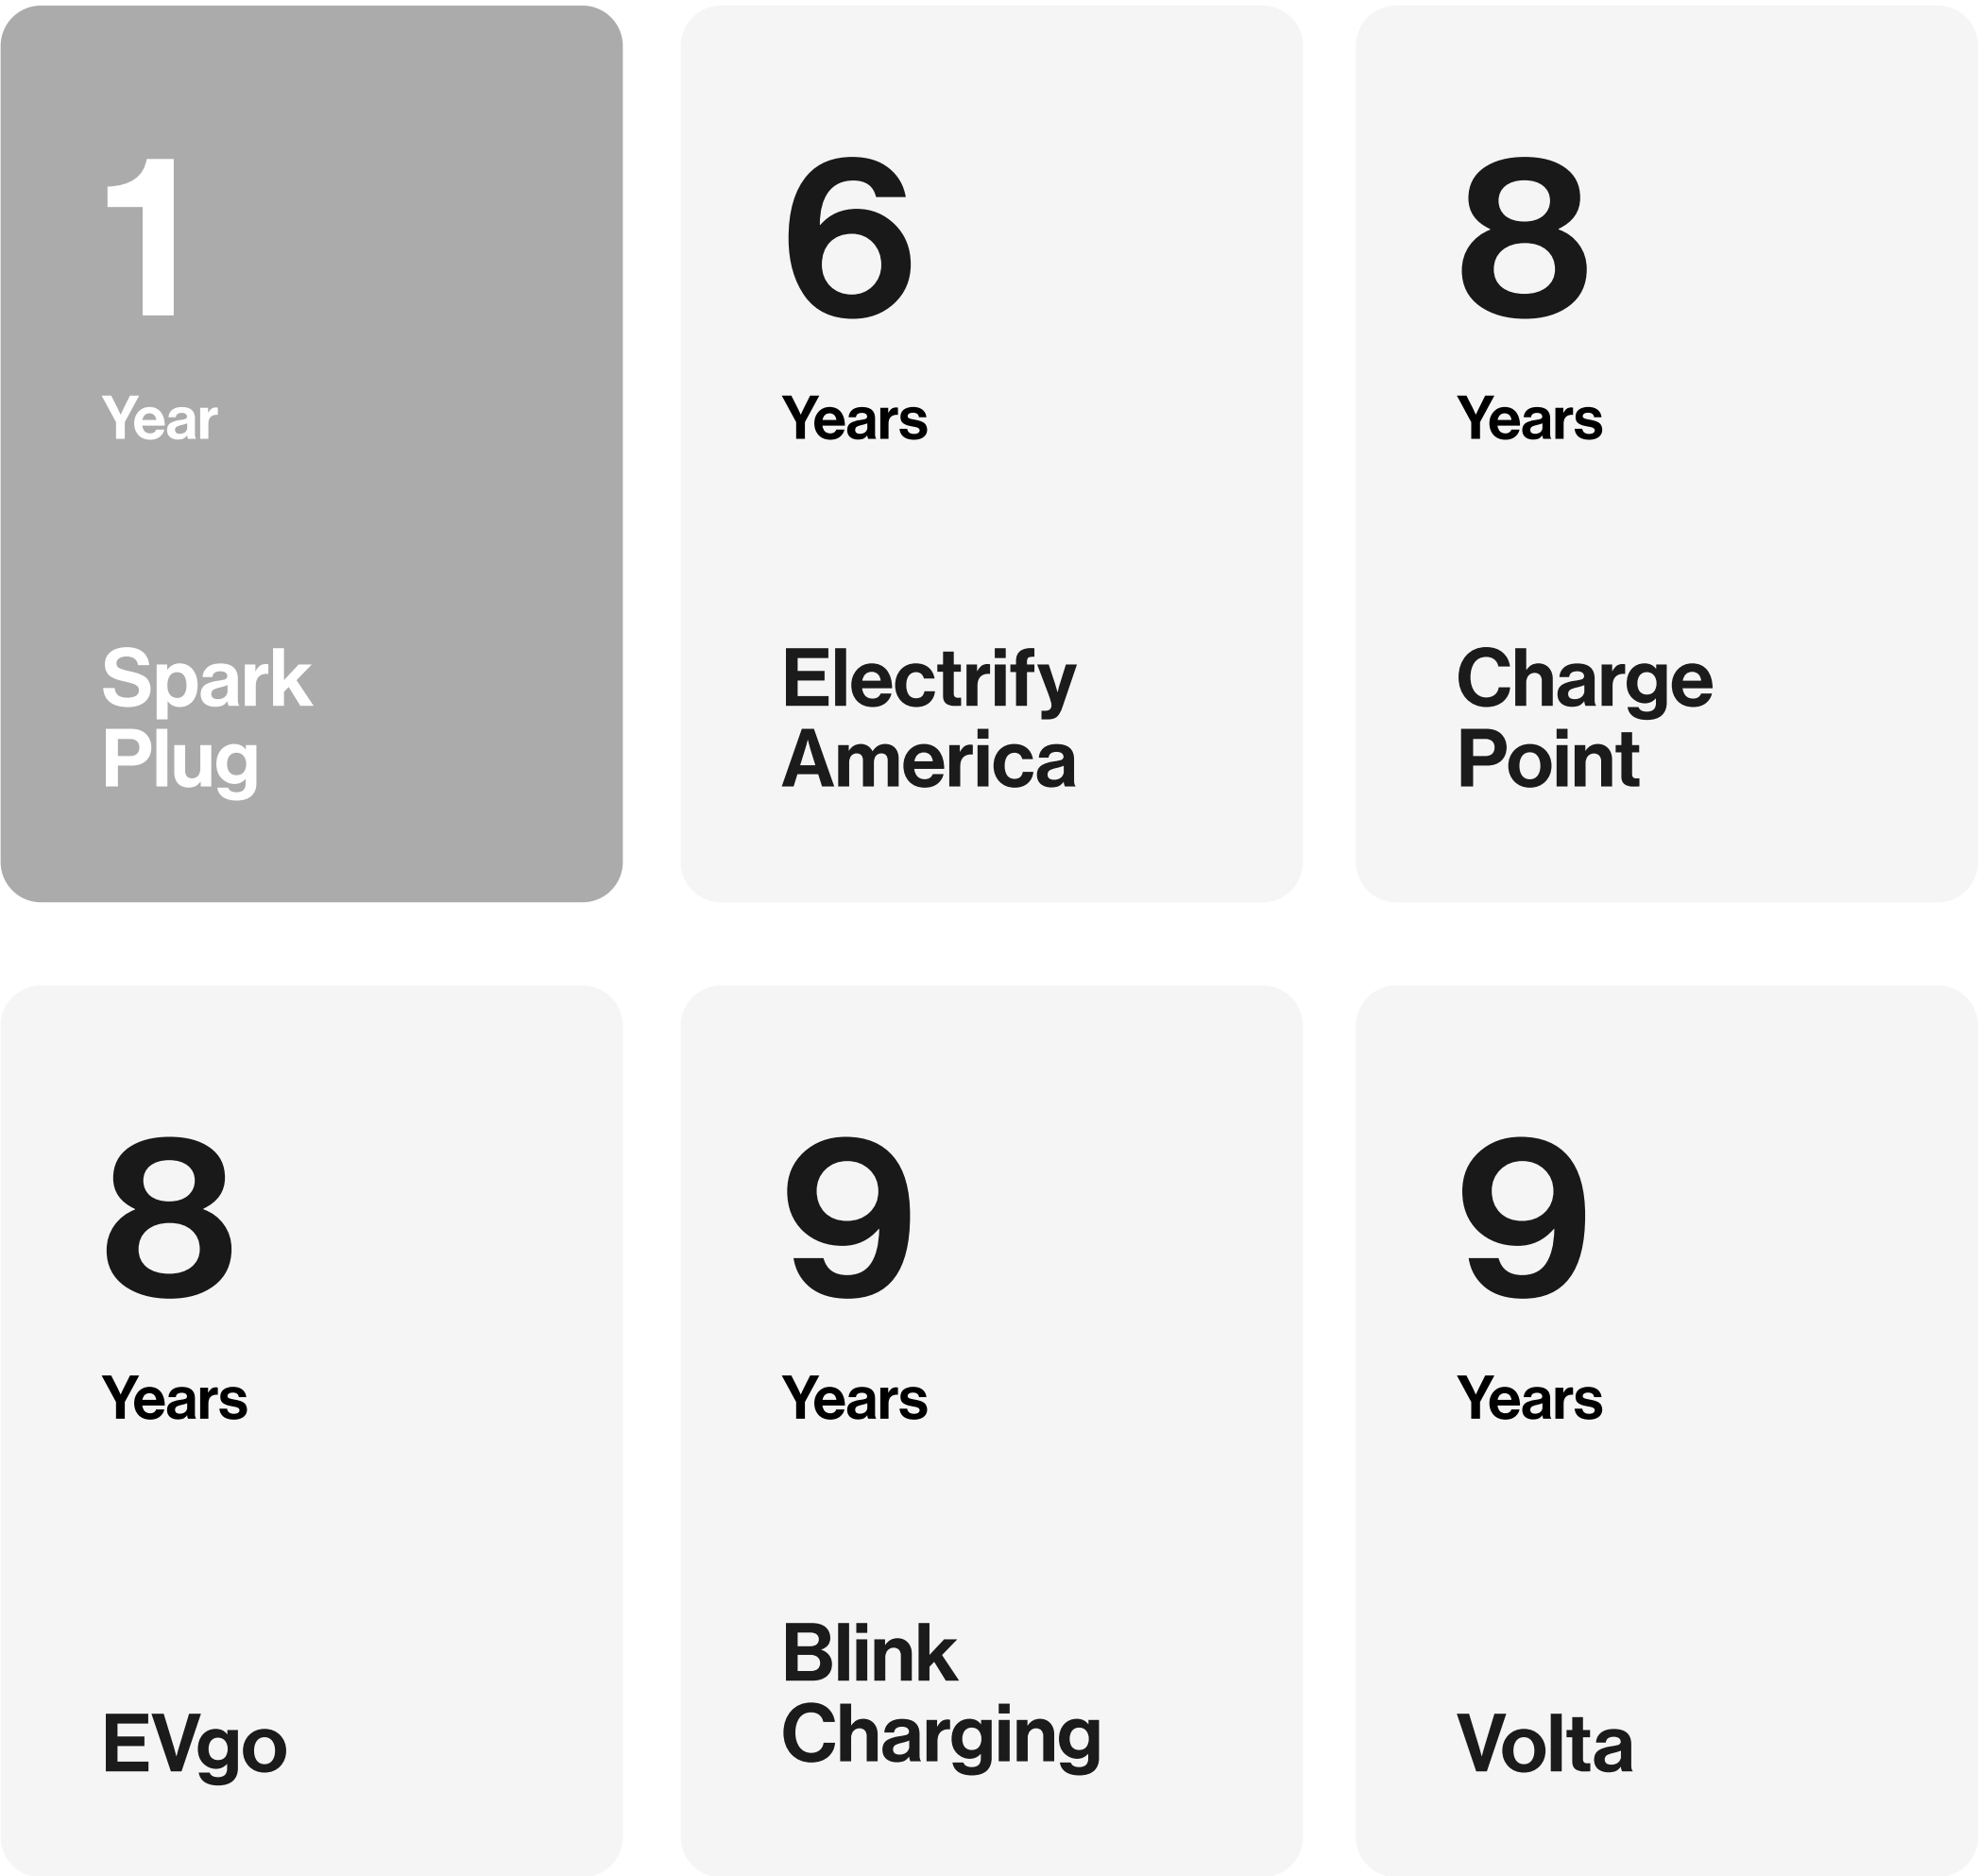 1
Year
Spark
Plug
6
Years
Electrify
America
8
Years
Charge
Point
8
Years
EVgo
9
Years
Blink
Charging
9
Years
Volta